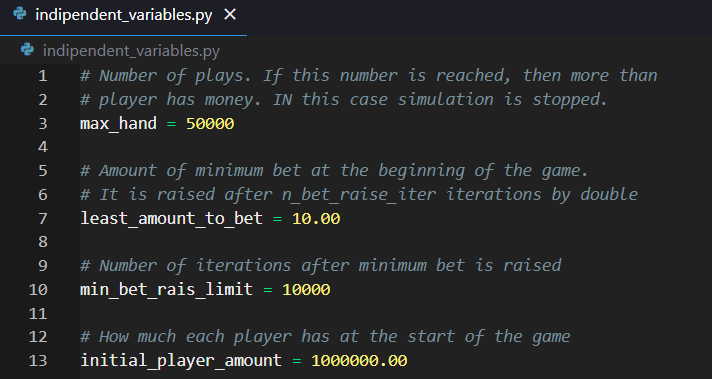 indipendent_variables.py ×
indipendent_variables.py
1 # Number of plays. If this number is reached, then more than
2 # player has money. IN this case simulation is stopped.
3 max_hand = 50000
4
5 # Amount of minimum bet at the beginning of the game.
6 # It is raised after n_bet_raise_iter iterations by double
7 least_amount_to_bet = 10.00
8
9 # Number of iterations after minimum bet is raised
10 min_bet_rais_limit = 10000
11
12 # How much each player has at the start of the game
13 initial_player_amount = 1000000.00